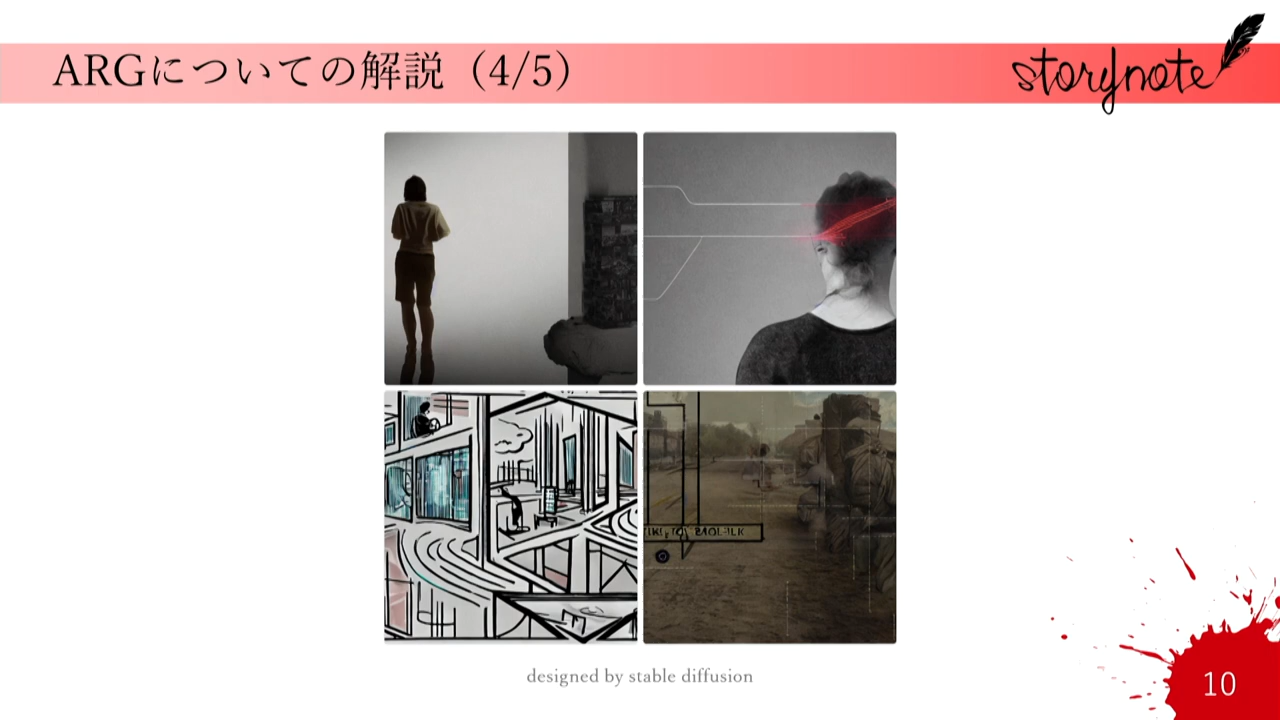 ARGについての解説（4/5）
storynote
designed by stable diffusion
10